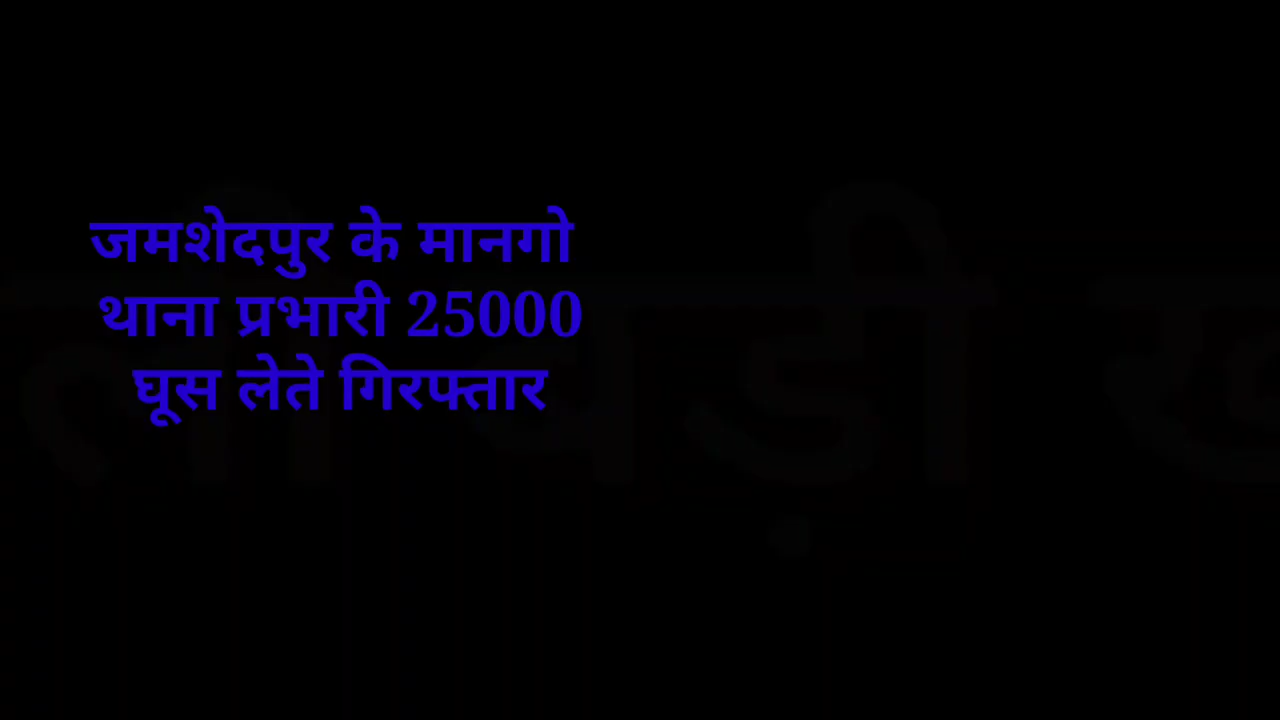 जमशेदपुर के मानगो
थाना प्रभारी 25000
घूस लेते गिरफ्तार